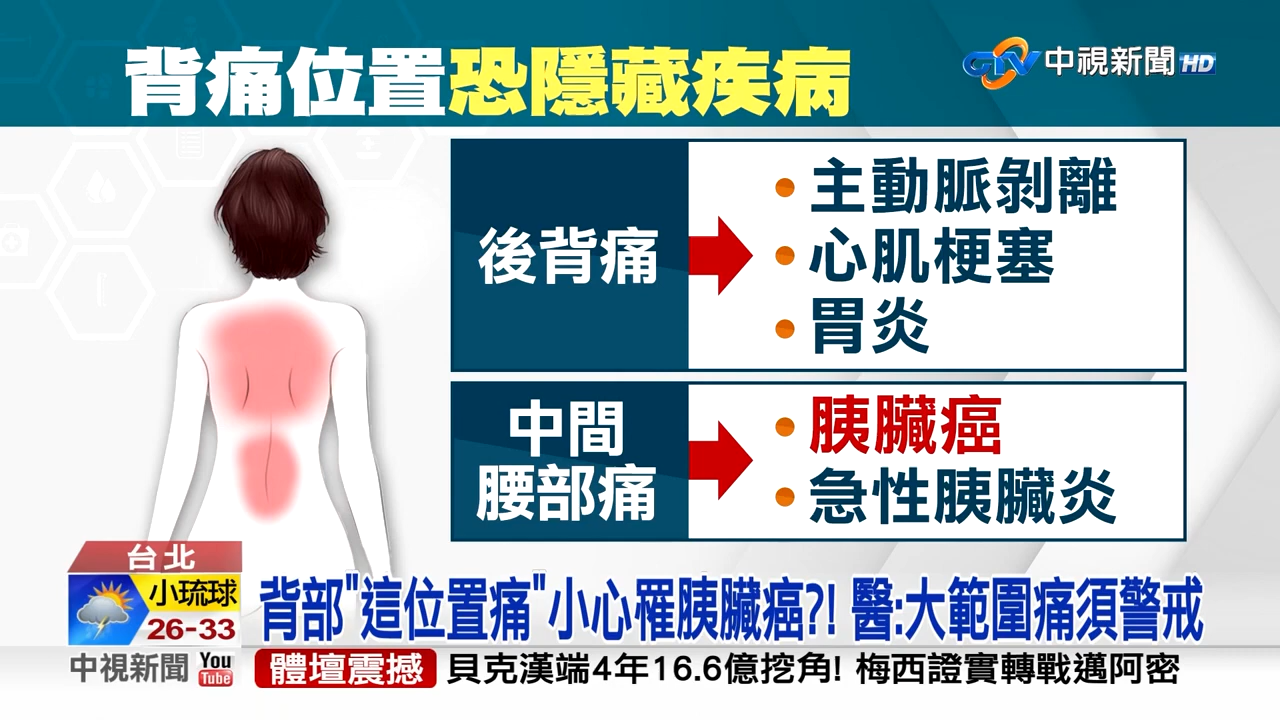 背痛位置恐隱藏疾病
CTV 中視新聞 HD
後背痛
•主動脈剝離
•心肌梗塞
•胃炎
中間
腰部痛
•胰臟癌
•急性胰臟炎
台北
小琉球
26-33
背部"這位置痛"小心罹胰臟癌?! 醫:大範圍痛須警戒
中視新聞 YouTube
體壇震撼 貝克漢端4年16.6億挖角! 梅西證實轉戰邁阿密